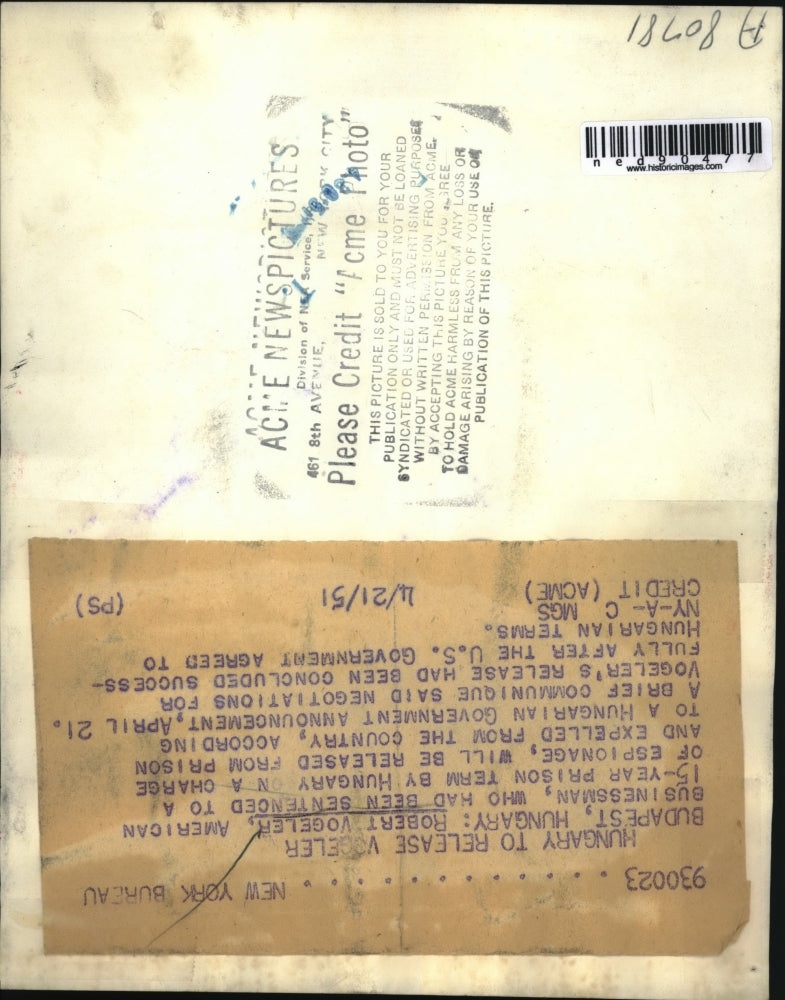 A 80781
ned90477
www.historicimages.com
ACME NEWSPICTURES
Division of Service,
461 8th AVENUE, NEW YORK CITY
Please Credit "Acme Photo"
THIS PICTURE IS SOLD TO YOU FOR YOUR
PUBLICATION ONLY AND MUST NOT BE LOANED
SYNDICATED OR USED FOR ADVERTISING PURPOSES
WITHOUT WRITTEN PERMISSION FROM ACME.
BY ACCEPTING THIS PICTURE YOU AGREE
TO HOLD ACME HARMLESS FROM ANY LOSS OR
DAMAGE ARISING BY REASON OF YOUR USE OR
PUBLICATION OF THIS PICTURE.
930023 . . . . . . . . . . . . . NEW YORK BUREAU
HUNGARY TO RELEASE VOGELER
BUDAPEST, HUNGARY: ROBERT VOGELER, AMERICAN
BUSINESSMAN, WHO HAD BEEN SENTENCED TO A
15-YEAR PRISON TERM BY HUNGARY ON A CHARGE
OF ESPIONAGE, WILL BE RELEASED FROM PRISON
AND EXPELLED FROM THE COUNTRY, ACCORDING
TO A HUNGARIAN GOVERNMENT ANNOUNCEMENT, APRIL 21.
A BRIEF COMMUNIQUE SAID NEGOTIATIONS FOR
VOGELER'S RELEASE HAD BEEN CONCLUDED SUCCESS-
FULLY AFTER THE U.S. GOVERNMENT AGREED TO
HUNGARIAN TERMS.
NY-A- C MGS
CREDIT (ACME) 4/21/51 (PS)